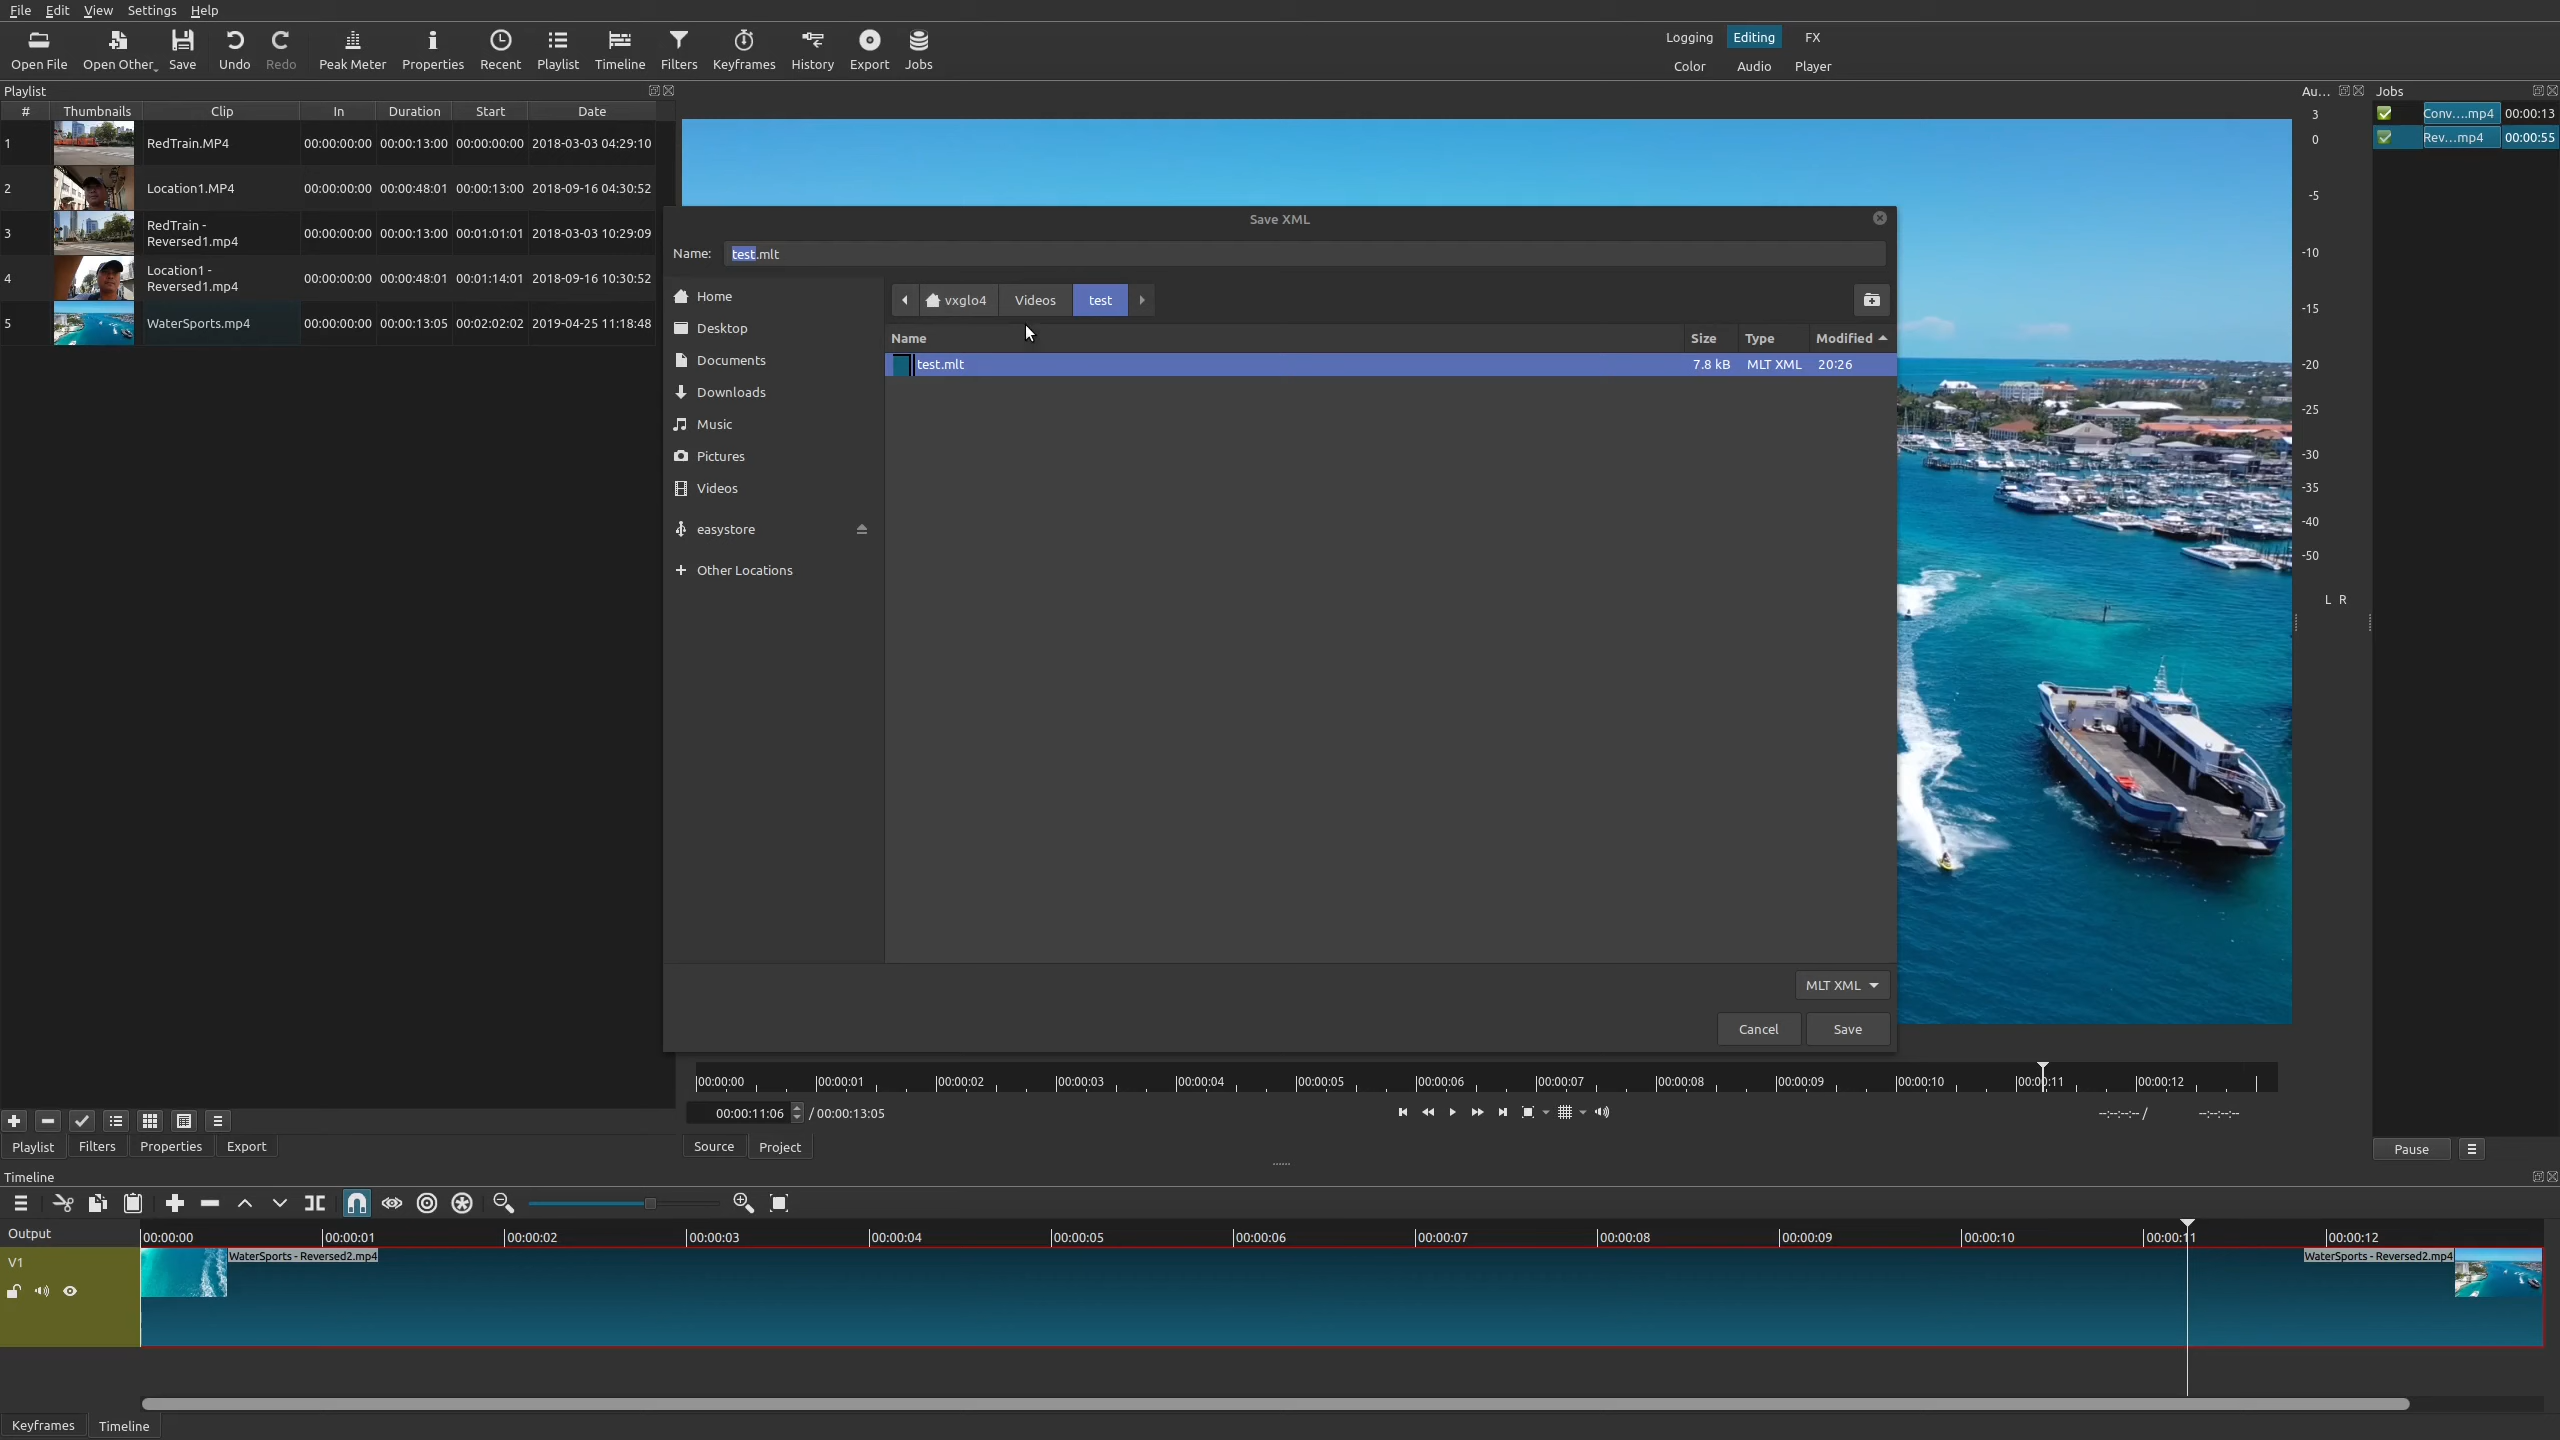 File Edit View Settings Help
Open File Open Other Save Undo Redo Peak Meter Properties Recent Playlist Timeline Filters Keyframes History Export Jobs
Logging Editing FX
Color Audio Player
Playlist
# Thumbnails Clip In Duration Start Date
1 RedTrain.MP4 00:00:00:00 00:00:13:00 00:00:00:00 2018-03-03 04:29:10
2 Location1.MP4 00:00:00:00 00:00:48:01 00:00:13:00 2018-09-16 04:30:52
3 RedTrain - Reversed1.mp4 00:00:00:00 00:00:13:00 00:01:01:01 2018-03-03 10:29:09
4 Location1 - Reversed1.mp4 00:00:00:00 00:00:48:01 00:01:14:01 2018-09-16 10:30:52
5 WaterSports.mp4 00:00:00:00 00:00:13:05 00:02:02:02 2019-04-25 11:18:48
Save XML
Name: test.mlt
Home
Desktop
Documents
Downloads
Music
Pictures
Videos
easystore
Other Locations
vxglo4 Videos test
Name Size Type Modified
test.mlt 7.8 kB MLT XML 20:26
MLT XML
Cancel Save
Au...
3
0
-5
-10
-15
-20
-25
-30
-35
-40
-50
L R
Jobs
Conv....mp4 00:00:13
Rev...mp4 00:00:55
Pause
00:00:00 00:00:01 00:00:02 00:00:03 00:00:04 00:00:05 00:00:06 00:00:07 00:00:08 00:00:09 00:00:10 00:00:11 00:00:12
00:00:11:06 / 00:00:13:05
--:--:--:-- / --:--:--:--
Playlist Filters Properties Export
Source Project
Timeline
Output
00:00:00 00:00:01 00:00:02 00:00:03 00:00:04 00:00:05 00:00:06 00:00:07 00:00:08 00:00:09 00:00:10 00:00:11 00:00:12
V1
WaterSports - Reversed2.mp4 WaterSports - Reversed2.mp4
Keyframes Timeline